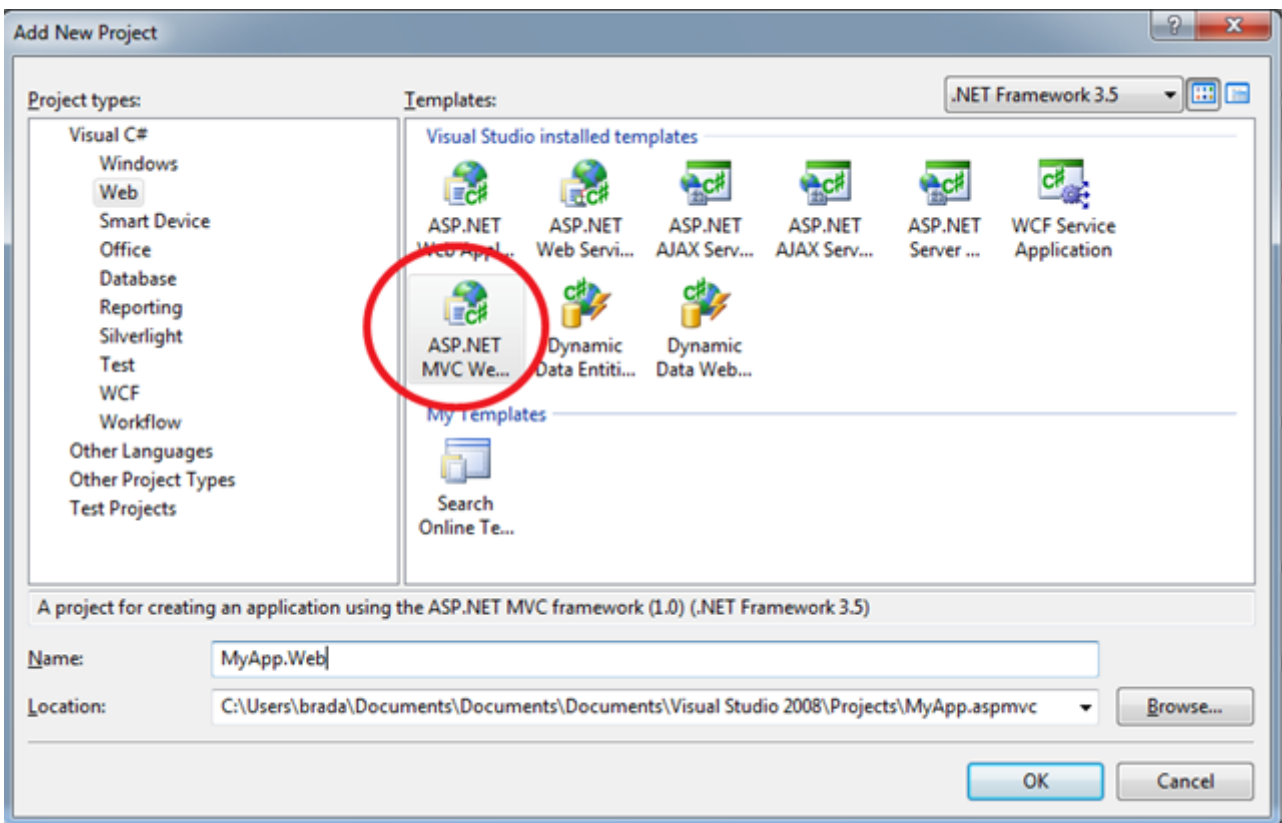 Add New Project
Project types:
Templates:
.NET Framework 3.5
Visual C#
Windows
Web
Smart Device
Office
Database
Reporting
Silverlight
Test
WCF
Workflow
Other Languages
Other Project Types
Test Projects
Visual Studio installed templates
ASP.NET
Web Appl...
ASP.NET
Web Servi...
ASP.NET
AJAX Serv...
ASP.NET
AJAX Serv...
ASP.NET
Server ...
WCF Service
Application
ASP.NET
MVC We...
Dynamic
Data Entiti...
Dynamic
Data Web...
My Templates
Search
Online Te...
A project for creating an application using the ASP.NET MVC framework (1.0) (.NET Framework 3.5)
Name:
MyApp.Web
Location:
C:\Users\brada\Documents\Documents\Documents\Visual Studio 2008\Projects\MyApp.aspmvc
Browse...
OK
Cancel